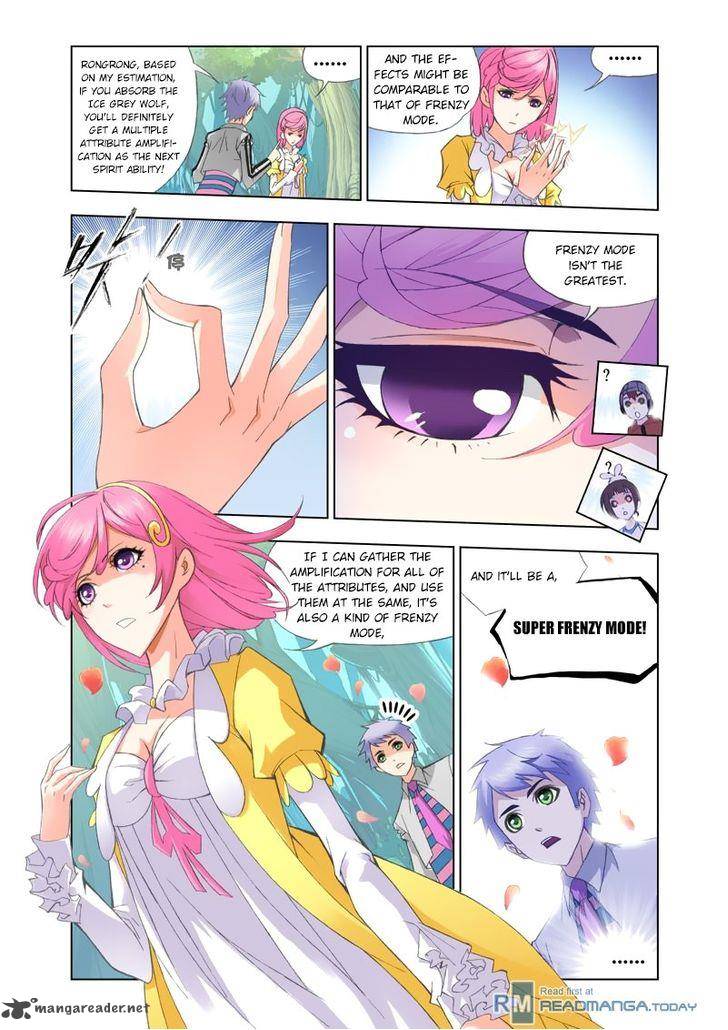 RONGRONG, BASED
ON MY ESTIMATION,
IF YOU ABSORB THE
ICE GREY WOLF,
YOU'LL DEFINITELY
GET A MULTIPLE
ATTRIBUTE AMPLIFI-
CATION AS THE NEXT
SPIRIT ABILITY!
......
AND THE EF-
FECTS MIGHT BE
COMPARABLE TO
THAT OF FRENZY
MODE.
......
停
FRENZY MODE
ISN'T THE
GREATEST.
?
?
IF I CAN GATHER THE
AMPLIFICATION FOR ALL OF
THE ATTRIBUTES, AND USE
THEM AT THE SAME, IT'S
ALSO A KIND OF FRENZY
MODE,
AND IT'LL BE A,
SUPER FRENZY MODE!
!!!!!
......
mangareader.net
RM
Read first at
READMANGA.TODAY